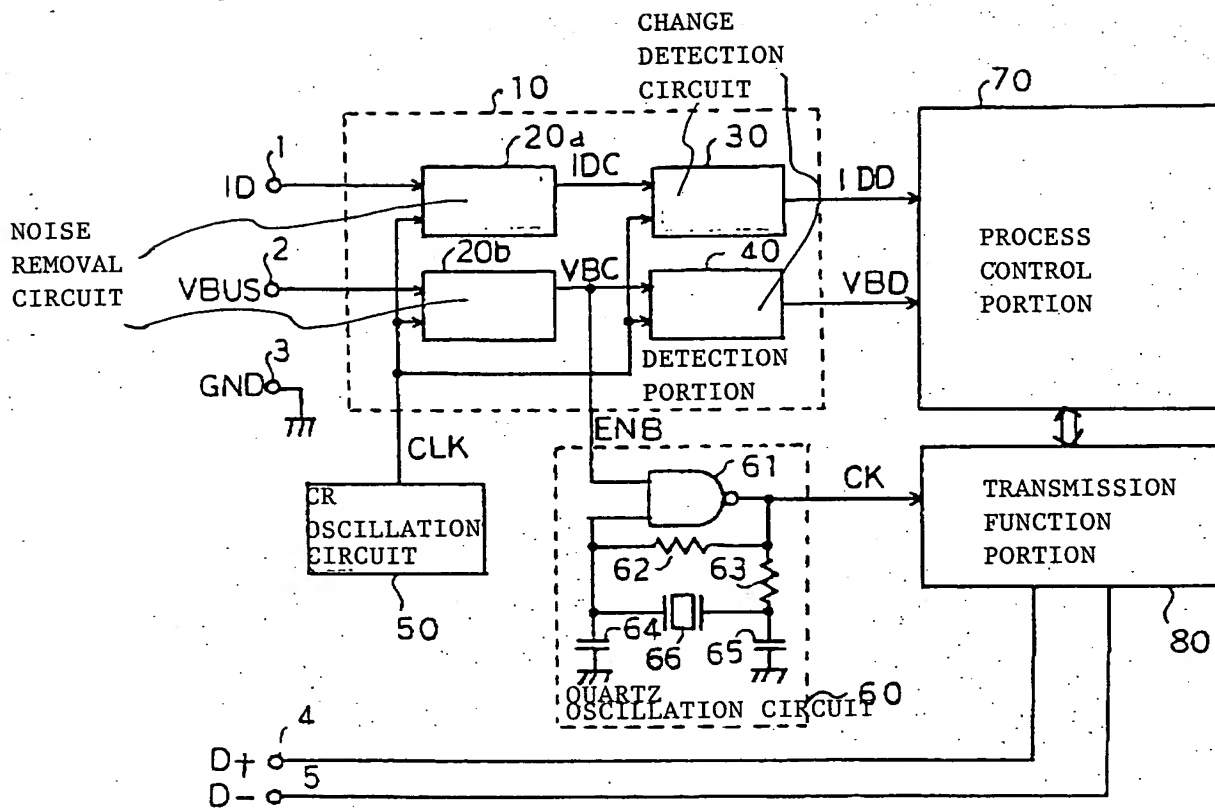 CHANGE
DETECTION
CIRCUIT
10
70
1
20a
IDC
30
ID
IDD
NOISE
REMOVAL
CIRCUIT
2
20b
VBC
40
VBUS
VBD
PROCESS
CONTROL
PORTION
3
GND
DETECTION
PORTION
CLK
ENB
61
CK
CR
OSCILLATION
CIRCUIT
TRANSMISSION
FUNCTION
PORTION
62
63
50
64
66
65
80
QUARTZ
OSCILLATION CIRCUIT
60
4
D+
5
D-